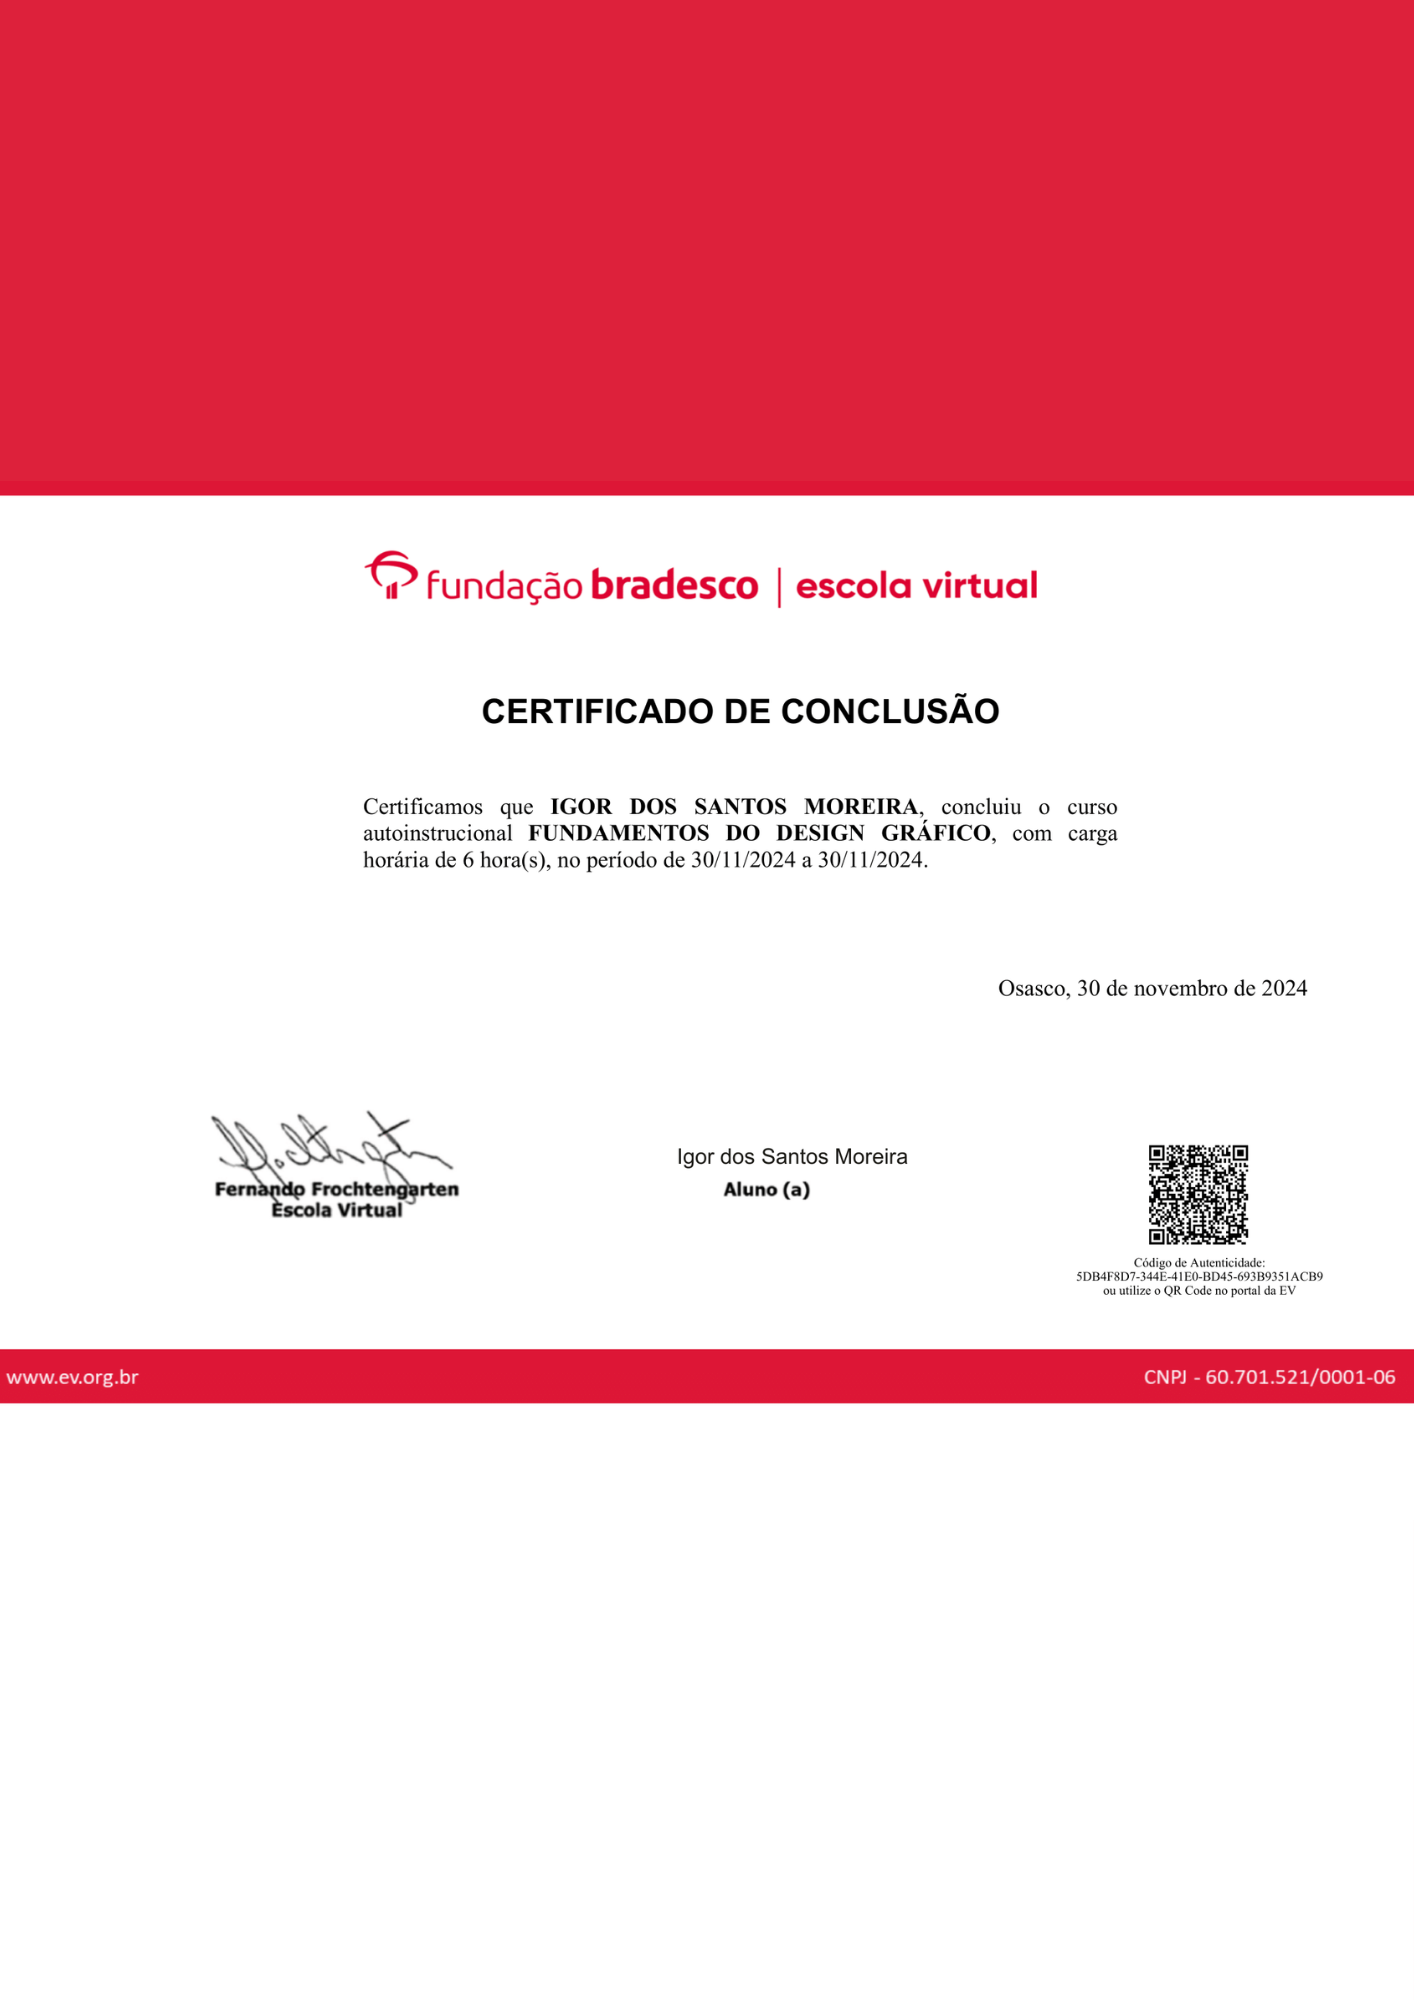 fundação bradesco | escola virtual
CERTIFICADO DE CONCLUSÃO
Certificamos que IGOR DOS SANTOS MOREIRA, concluiu o curso
autoinstrucional FUNDAMENTOS DO DESIGN GRÁFICO, com carga
horária de 6 hora(s), no período de 30/11/2024 a 30/11/2024.
Osasco, 30 de novembro de 2024
Fernando Frochtengarten
Escola Virtual
Igor dos Santos Moreira
Aluno (a)
Código de Autenticidade:
5DB4F8D7-344E-41E0-BD45-693B9351ACB9
ou utilize o QR Code no portal da EV
www.ev.org.br
CNPJ - 60.701.521/0001-06